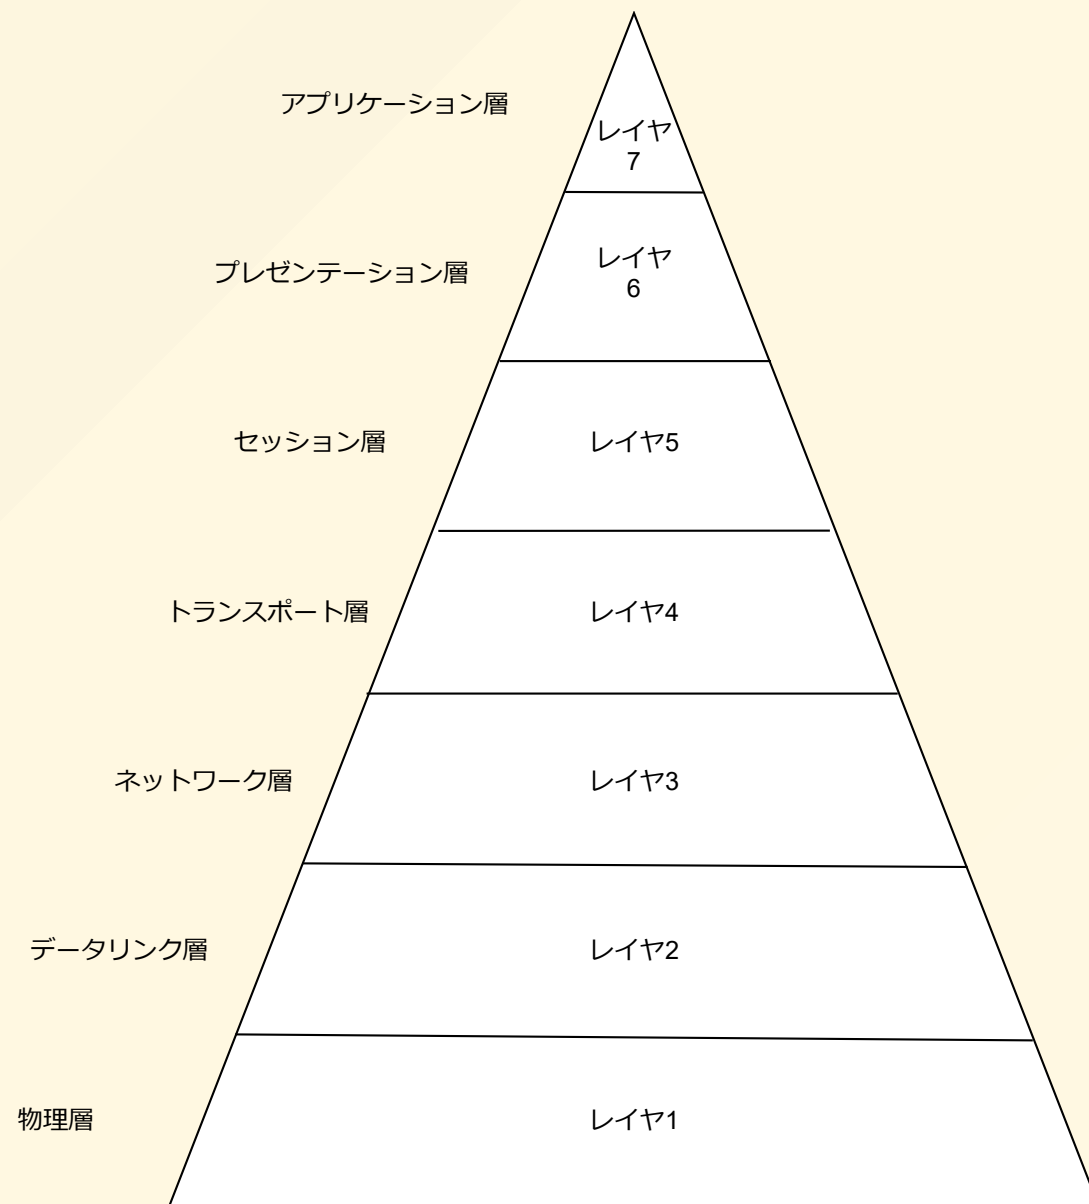 アプリケーション層
レイヤ
7
プレゼンテーション層
レイヤ
6
セッション層
レイヤ5
トランスポート層
レイヤ4
ネットワーク層
レイヤ3
データリンク層
レイヤ2
物理層
レイヤ1